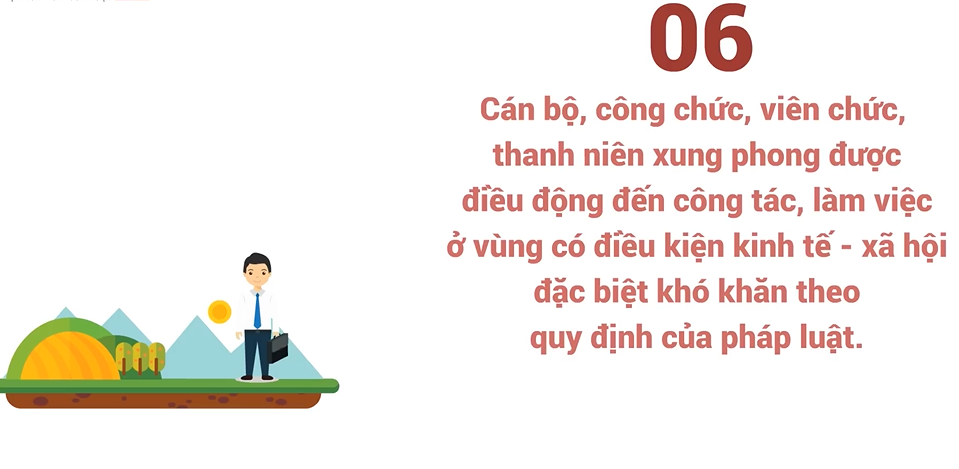 06
Cán bộ, công chức, viên chức,
thanh niên xung phong được
điều động đến công tác, làm việc
ở vùng có điều kiện kinh tế - xã hội
đặc biệt khó khăn theo
quy định của pháp luật.